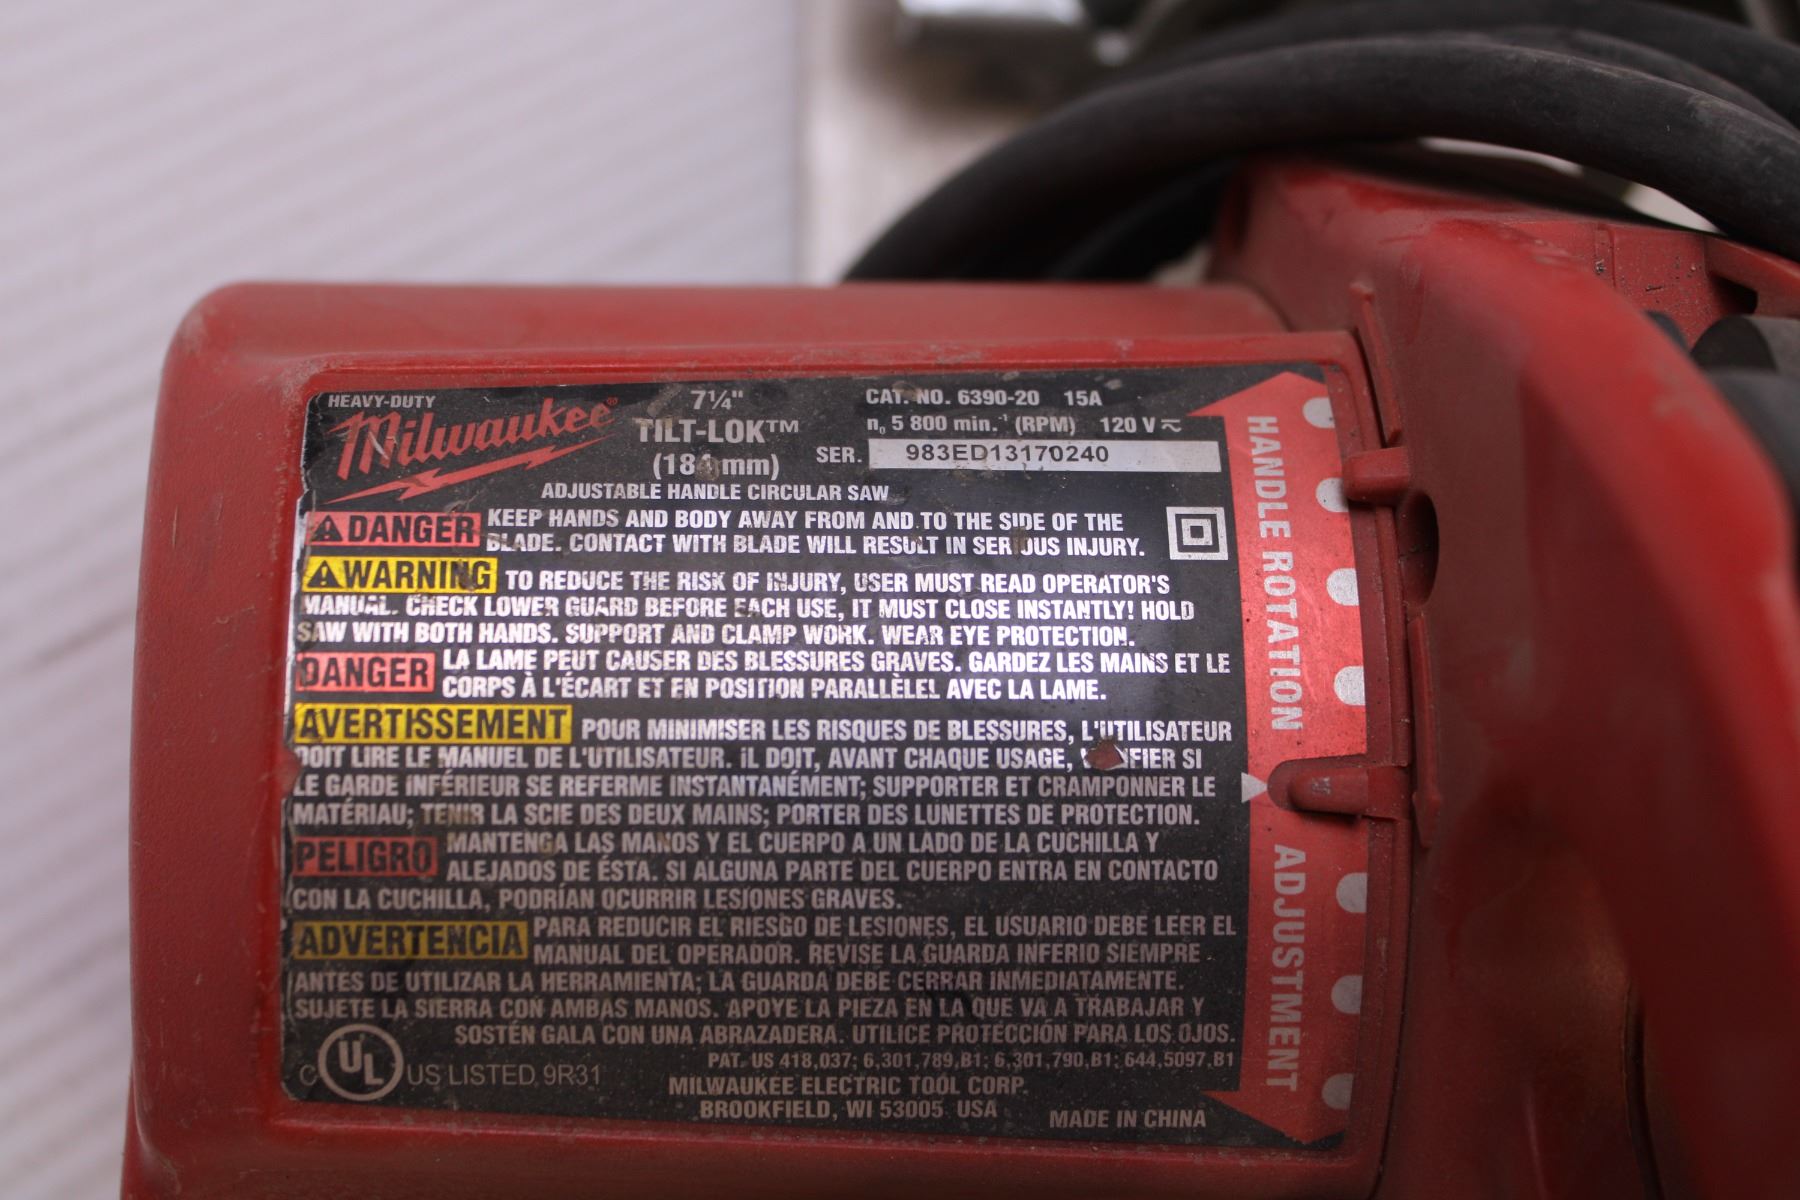 HEAVY-DUTY
Milwaukee®
7¼"
TILT-LOK™
mm)
CAT. NO. 6390-20 15A
n₀ 5 800 min.⁻¹ (RPM) 120 V
SER. 983ED13170240
ADJUSTABLE HANDLE CIRCULAR SAW
DANGER KEEP HANDS AND BODY AWAY FROM AND TO THE SIDE OF THE
BLADE. CONTACT WITH BLADE WILL RESULT IN SERIOUS INJURY.
WARNING TO REDUCE THE RISK OF INJURY, USER MUST READ OPERATOR'S
MANUAL. CHECK LOWER GUARD BEFORE EACH USE, IT MUST CLOSE INSTANTLY! HOLD
SAW WITH BOTH HANDS. SUPPORT AND CLAMP WORK. WEAR EYE PROTECTION.
DANGER LA LAME PEUT CAUSER DES BLESSURES GRAVES. GARDEZ LES MAINS ET LE
CORPS À L'ÉCART ET EN POSITION PARALLÈLEL AVEC LA LAME.
AVERTISSEMENT POUR MINIMISER LES RISQUES DE BLESSURES, L'UTILISATEUR
DOIT LIRE LE MANUEL DE L'UTILISATEUR. IL DOIT, AVANT CHAQUE USAGE, SI
LE GARDE INFÉRIEUR SE REFERME INSTANTANÉMENT; SUPPORTER ET CRAMPONNER LE
MATÉRIAU; TENIR LA SCIE DES DEUX MAINS; PORTER DES LUNETTES DE PROTECTION.
PELIGRO MANTENGA LAS MANOS Y EL CUERPO A UN LADO DE LA CUCHILLA Y
ALEJADOS DE ÉSTA. SI ALGUNA PARTE DEL CUERPO ENTRA EN CONTACTO
CON LA CUCHILLA, PODRÍAN OCURRIR LESIONES GRAVES.
ADVERTENCIA PARA REDUCIR EL RIESGO DE LESIONES, EL USUARIO DEBE LEER EL
MANUAL DEL OPERADOR. REVISE LA GUARDA INFERIO SIEMPRE
ANTES DE UTILIZAR LA HERRAMIENTA; LA GUARDA DEBE CERRAR INMEDIATAMENTE.
SUJETE LA SIERRA CON AMBAS MANOS. APOYE LA PIEZA EN LA QUE VA A TRABAJAR Y
SOSTÉN GALA CON UNA ABRAZADERA. UTILICE PROTECCIÓN PARA LOS OJOS.
PAT. US 418,037; 6,301,789,B1; 6,301,790,B1; 644,5097,B1
C UL US LISTED 9R31
MILWAUKEE ELECTRIC TOOL CORP.
BROOKFIELD, WI 53005 USA
MADE IN CHINA
HANDLE ROTATION
ADJUSTMENT